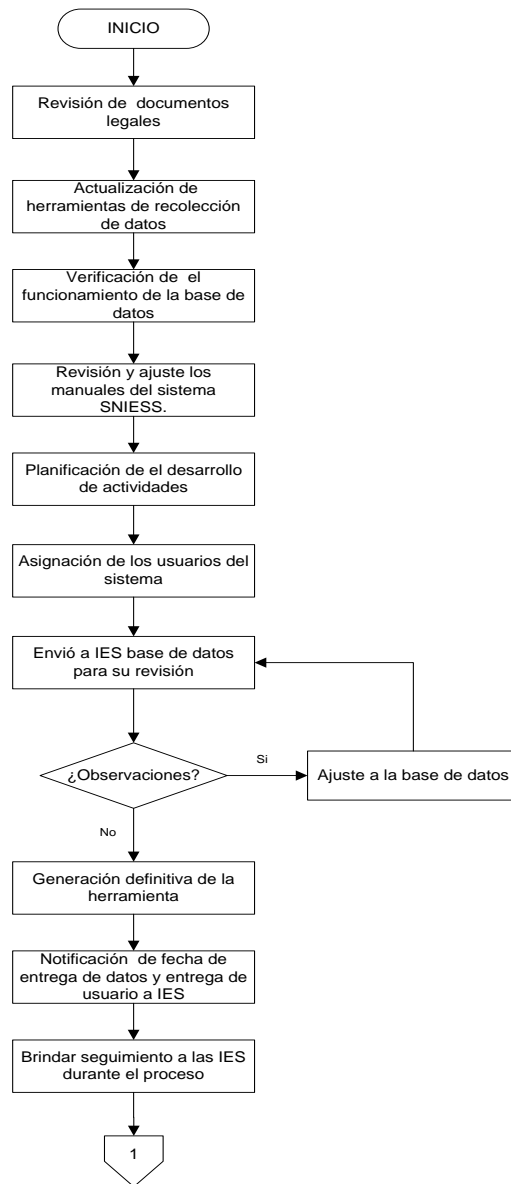 INICIO
Revisión de  documentos
legales
Actualización de
herramientas de recolección
de datos
Verificación de  el
funcionamiento de la base de
datos
Revisión y ajuste los
manuales del sistema
SNIESS.
Planificación de el desarrollo
de actividades
Asignación de los usuarios del
sistema
Envió a IES base de datos
para su revisión
¿Observaciones?
Si
Ajuste a la base de datos
No
Generación definitiva de la
herramienta
Notificación  de fecha de
entrega de datos y entrega de
usuario a IES
Brindar seguimiento a las IES
durante el proceso
1